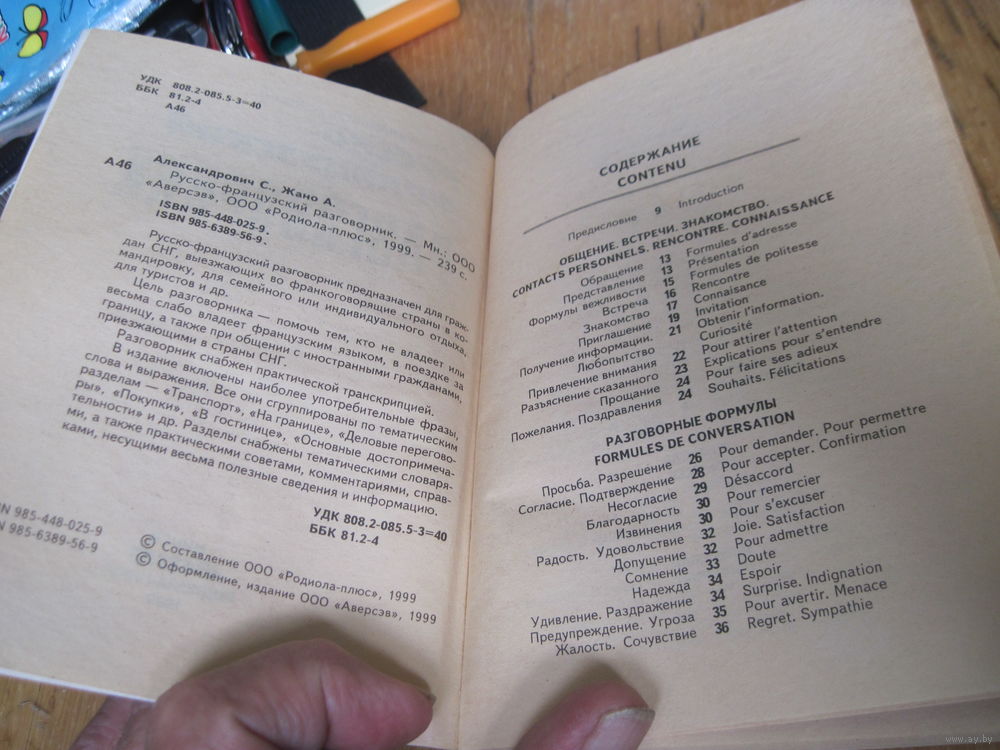 УДК 808.2-085.5-3=40
ББК 81.2-4
А46
Александрович С., Жано А.
А46 Русско-французский разговорник. — Мн.: ООО
«Аверсэв», ООО «Родиола-плюс», 1999. — 239 с.
ISBN 985-448-025-9.
ISBN 985-6389-56-9.
Русско-французский разговорник предназначен для граж-
дан СНГ, выезжающих во франкоговорящие страны в ко-
мандировку, для семейного или индивидуального отдыха,
для туристов и др.
Цель разговорника — помочь тем, кто не владеет или
весьма слабо владеет французским языком, в поездке за
границу, а также при общении с иностранными гражданами,
приезжающими в страны СНГ.
Разговорник снабжен практической транскрипцией.
В издание включены наиболее употребительные фразы,
слова и выражения. Все они сгруппированы по тематическим
разделам — «Транспорт», «На границе», «Деловые перегово-
ры», «Покупки», «В гостинице», «Основные достопримеча-
тельности» и др. Разделы снабжены тематическими словаря-
ми, а также практическими советами, комментариями, справ-
ками, несущими весьма полезные сведения и информацию.
УДК 808.2-085.5-3=40
ББК 81.2-4
N 985-448-025-9
N 985-6389-56-9
© Составление ООО «Родиола-плюс», 1999
© Оформление, издание ООО «Аверсэв», 1999
СОДЕРЖАНИЕ
CONTENU
Предисловие 9 Introduction
ОБЩЕНИЕ. ВСТРЕЧИ. ЗНАКОМСТВО.
CONTACTS PERSONNELS. RENCONTRE. CONNAISSANCE
Обращение 13 Formules d'adresse
Представление 13 Présentation
Формулы вежливости 15 Formules de politesse
Встреча 16 Rencontre
Знакомство 17 Connaisance
Приглашение 19 Invitation
Получение информации. 21 Obtenir l'information.
Любопытство Curiosité
Привлечение внимания 22 Pour attirer l'attention
Разъяснение сказанного 23 Explications pour s'entendre
Прощание 24 Pour faire ses adieux
Пожелания. Поздравления 24 Souhaits. Félicitations
РАЗГОВОРНЫЕ ФОРМУЛЫ
FORMULES DE CONVERSATION
Просьба. Разрешение 26 Pour demander. Pour permettre
Согласие. Подтверждение 28 Pour accepter. Confirmation
Несогласие 29 Désaccord
Благодарность 30 Pour remercier
Извинения 30 Pour s'excuser
Радость. Удовольствие 32 Joie. Satisfaction
Допущение 32 Pour admettre
Сомнение 33 Doute
Надежда 34 Espoir
Удивление. Раздражение 34 Surprise. Indignation
Предупреждение. Угроза 35 Pour avertir. Menace
Жалость. Сочувствие 36 Regret. Sympathie
www.ay.by